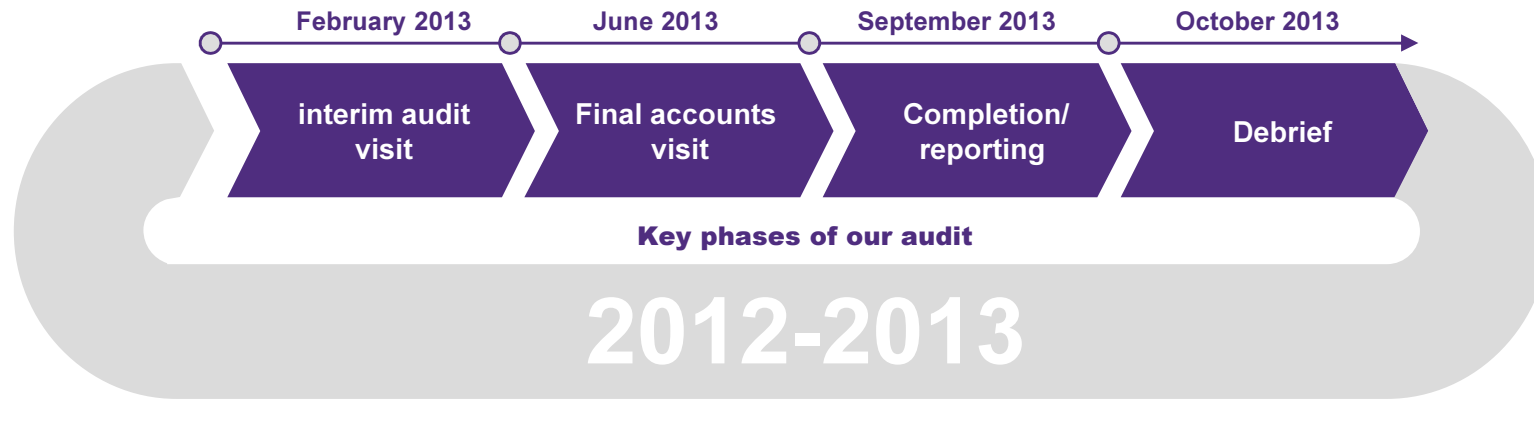 February 2013
June 2013
September 2013
October 2013
interim audit
visit
Final accounts
visit
Completion/
reporting
Debrief
Key phases of our audit
2012-2013